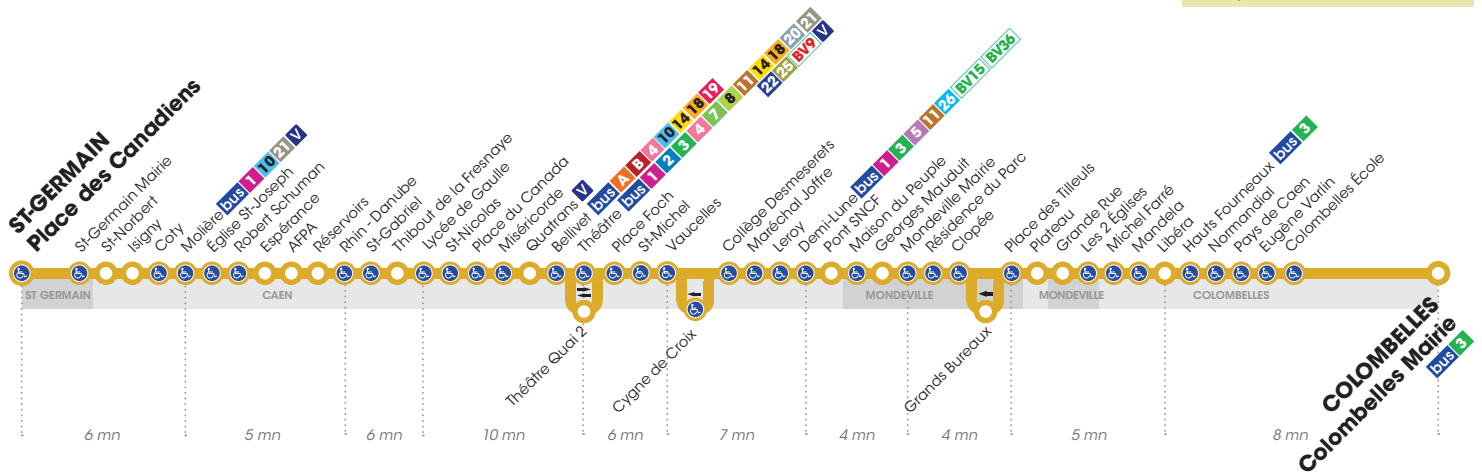 ST-GERMAIN
Place des Canadiens
St-Germain Mairie
St-Norbert
Isigny
Coty
Molière bus 1 10 21 V
Église St-Joseph
Robert Schuman
Espérance
AFPA
Réservoirs
Rhin-Danube
St-Gabriel
Thibout de la Fresnaye
Lycée de Gaulle
St-Nicolas
Place du Canada
Miséricorde
Quatrans V
Bellivet bus A B 4 10 14 18 19
Théâtre bus 1 2 3 4 7 8 11 14 18 20 21
22 25 BV9 V
Place Foch
St-Michel
Vaucelles
Collège Desmeserets
Maréchal Joffre
Leroy
Demi-Lune bus 1 3 5 11 26 BV15 BV36
Pont SNCF
Maison du Peuple
Georges Mauduit
Mondeville Mairie
Résidence du Parc
Clopée
Place des Tilleuls
Plateau
Grande Rue
Les 2 Églises
Michel Farré
Mandela
Libéra
Hauts Fourneaux bus 3
Normandial
Pays de Caen
Eugène Varlin
Colombelles École
ST GERMAIN
CAEN
MONDEVILLE
MONDEVILLE
COLOMBELLES
Théâtre Quai 2
Cygne de Croix
Grands Bureaux
COLOMBELLES
Colombelles Mairie
bus 3
6 mn
5 mn
6 mn
10 mn
6 mn
7 mn
4 mn
4 mn
5 mn
8 mn